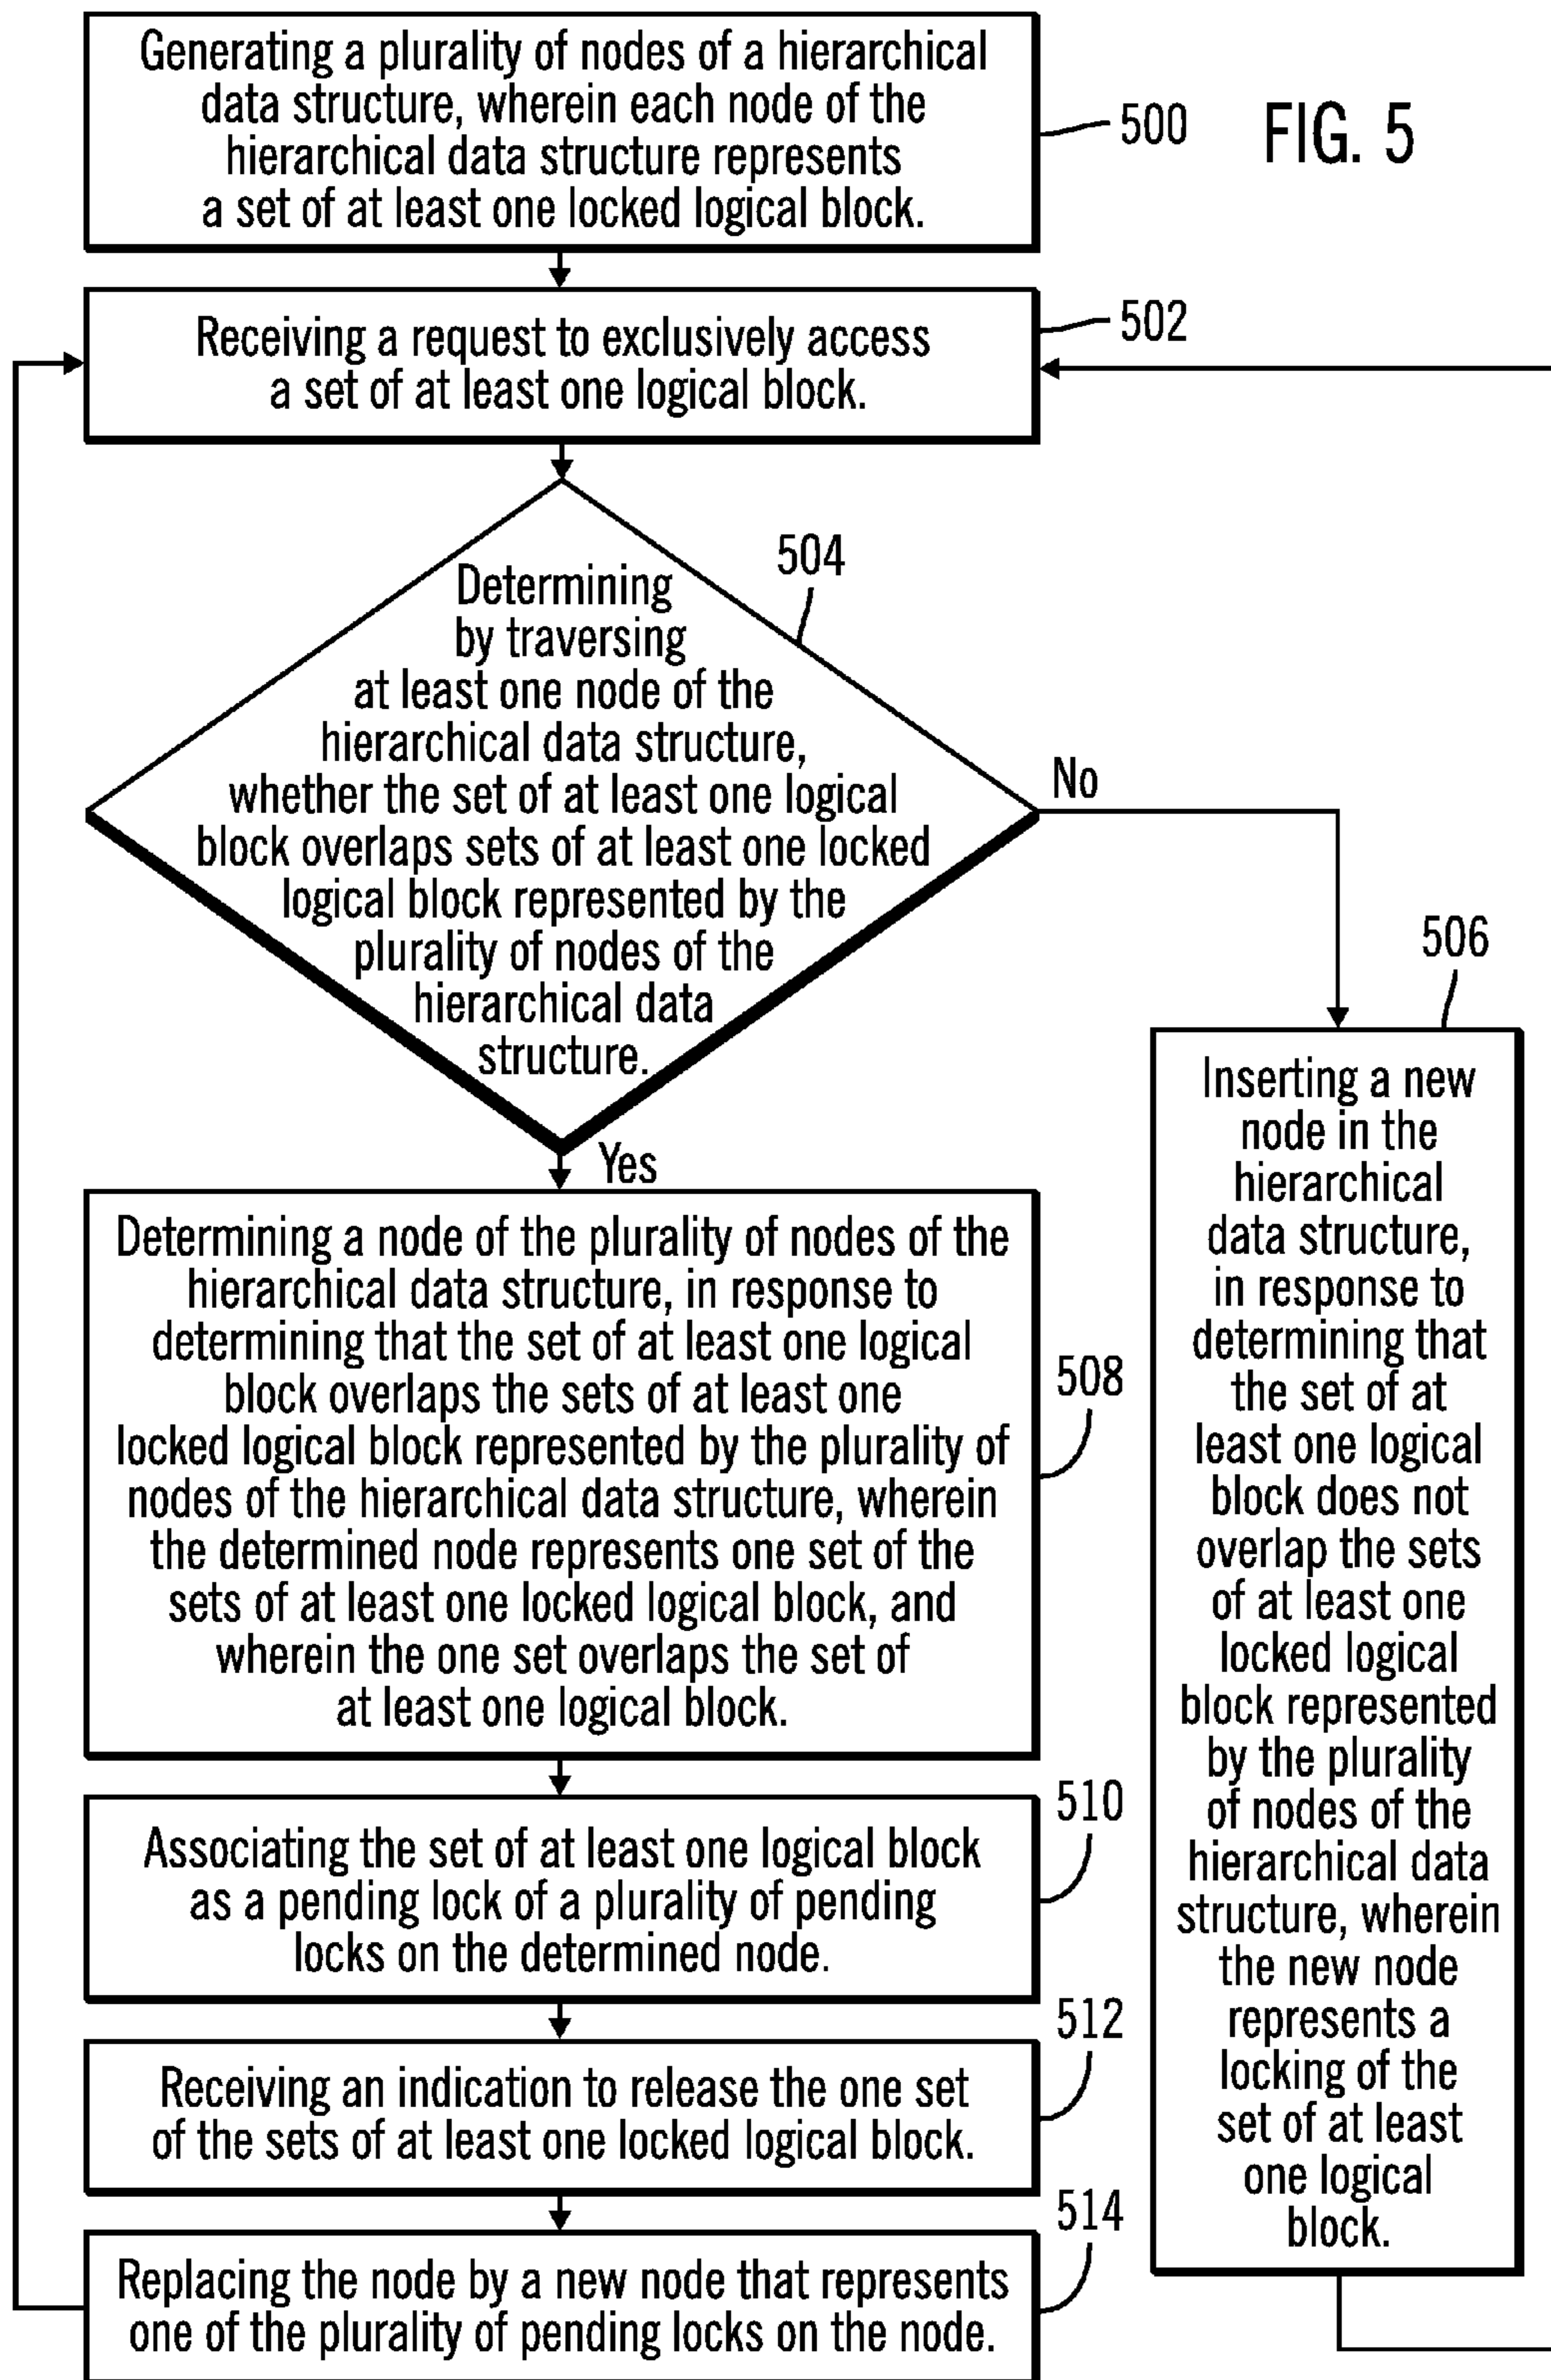 Generating a plurality of nodes of a hierarchical
data structure, wherein each node of the
hierarchical data structure represents
a set of at least one locked logical block.
500
FIG. 5
Receiving a request to exclusively access
a set of at least one logical block.
502
504
Determining
by traversing
at least one node of the
hierarchical data structure,
whether the set of at least one logical
block overlaps sets of at least one locked
logical block represented by the
plurality of nodes of the
hierarchical data
structure.
No
Yes
506
Inserting a new
node in the
hierarchical
data structure,
in response to
determining that
the set of at
least one logical
block does not
overlap the sets
of at least one
locked logical
block represented
by the plurality
of nodes of the
hierarchical data
structure, wherein
the new node
represents a
locking of the
set of at least
one logical
block.
Determining a node of the plurality of nodes of the
hierarchical data structure, in response to
determining that the set of at least one logical
block overlaps the sets of at least one
locked logical block represented by the plurality of
nodes of the hierarchical data structure, wherein
the determined node represents one set of the
sets of at least one locked logical block, and
wherein the one set overlaps the set of
at least one logical block.
508
Associating the set of at least one logical block
as a pending lock of a plurality of pending
locks on the determined node.
510
Receiving an indication to release the one set
of the sets of at least one locked logical block.
512
Replacing the node by a new node that represents
one of the plurality of pending locks on the node.
514